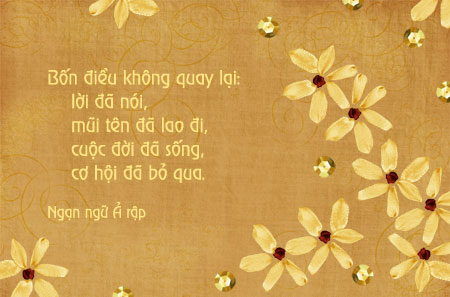 Bốn điều không quay lại:
lời đã nói,
mũi tên đã lao đi,
cuộc đời đã sống,
cơ hội đã bỏ qua.
Ngạn ngữ Ả rập